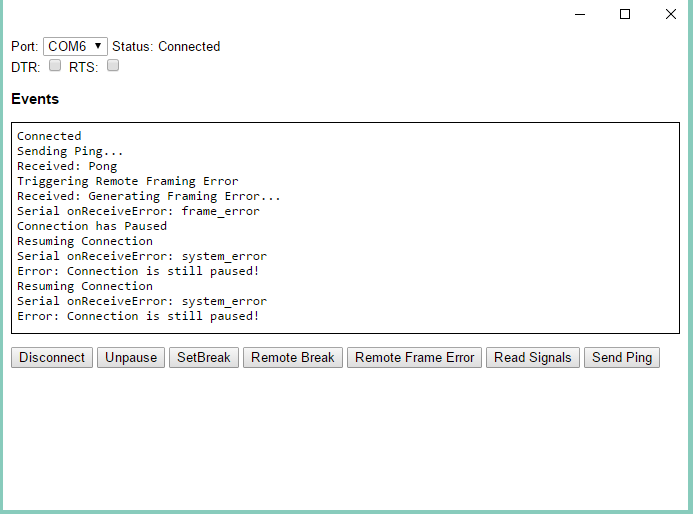 Port: COM6 Status: Connected
DTR: RTS:
Events
Connected
Sending Ping...
Received: Pong
Triggering Remote Framing Error
Received: Generating Framing Error...
Serial onReceiveError: frame_error
Connection has Paused
Resuming Connection
Serial onReceiveError: system_error
Error: Connection is still paused!
Resuming Connection
Serial onReceiveError: system_error
Error: Connection is still paused!
Disconnect Unpause SetBreak Remote Break Remote Frame Error Read Signals Send Ping